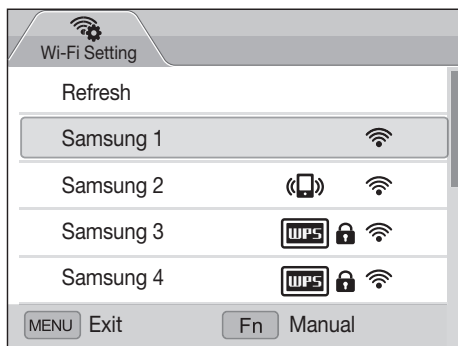 Wi-Fi Setting
Refresh
Samsung 1
Samsung 2
Samsung 3 WPS
Samsung 4 WPS
MENU Exit Fn Manual